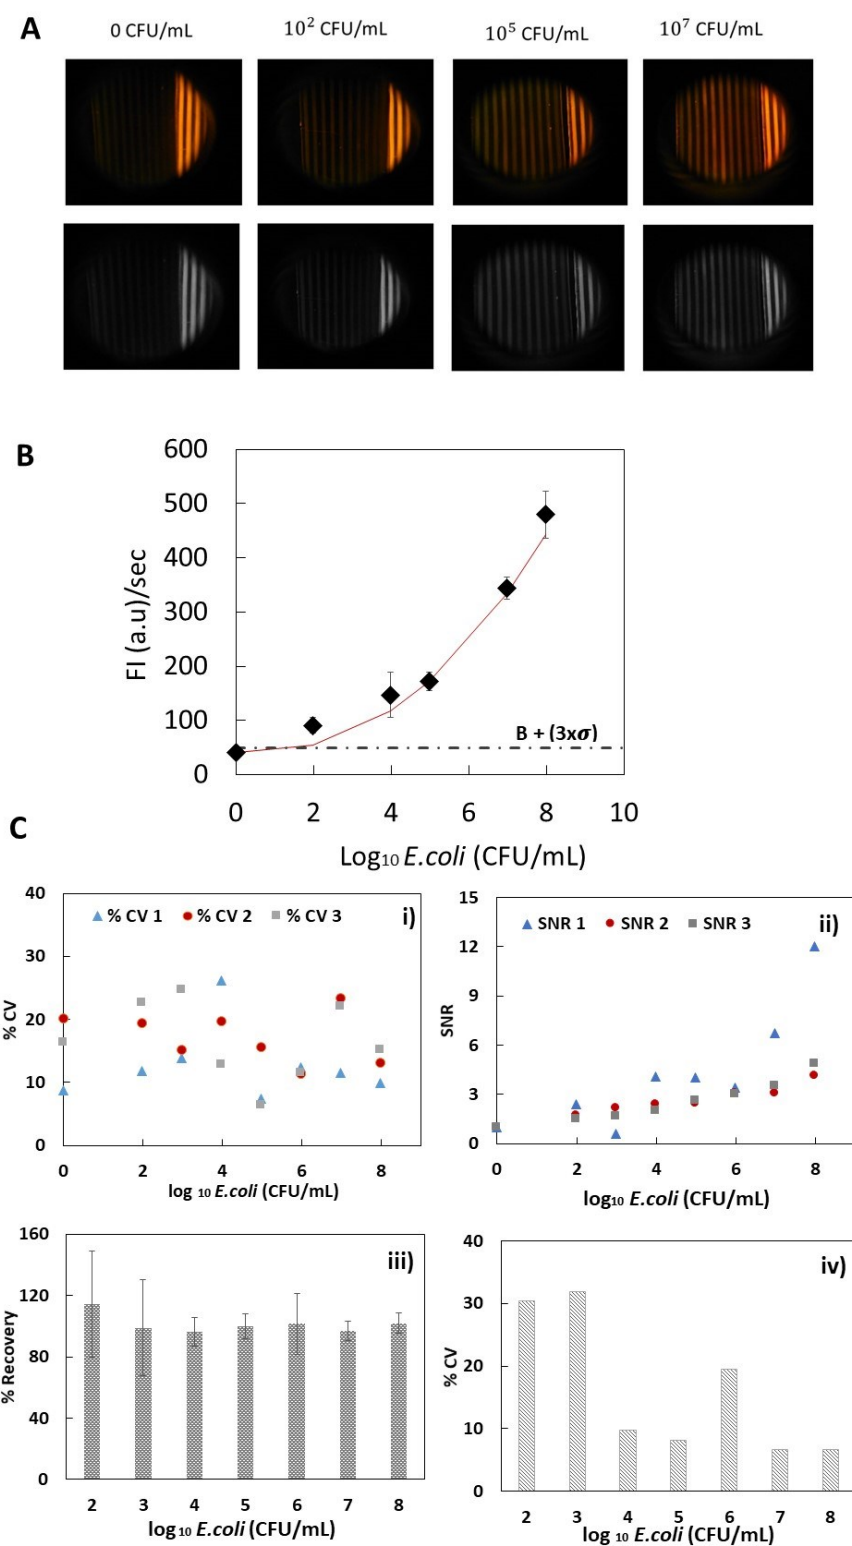 A
0 CFU/mL 10² CFU/mL 10⁵ CFU/mL 10⁷ CFU/mL
B
600
500
400
300
200
100
0
FI (a.u)/sec
B + (3xσ)
0 2 4 6 8 10
Log₁₀ E.coli (CFU/mL)
C
40
30
20
10
0
% CV
% CV 1 % CV 2 % CV 3
i)
0 2 4 6 8
log ₁₀ E.coli (CFU/mL)
15
12
9
6
3
0
SNR
SNR 1 SNR 2 SNR 3
ii)
0 2 4 6 8
log₁₀ E.coli (CFU/mL)
160
120
80
40
0
% Recovery
iii)
2 3 4 5 6 7 8
log ₁₀ E.coli (CFU/mL)
40
30
20
10
0
% CV
iv)
2 3 4 5 6 7 8
log ₁₀ E.coli (CFU/mL)